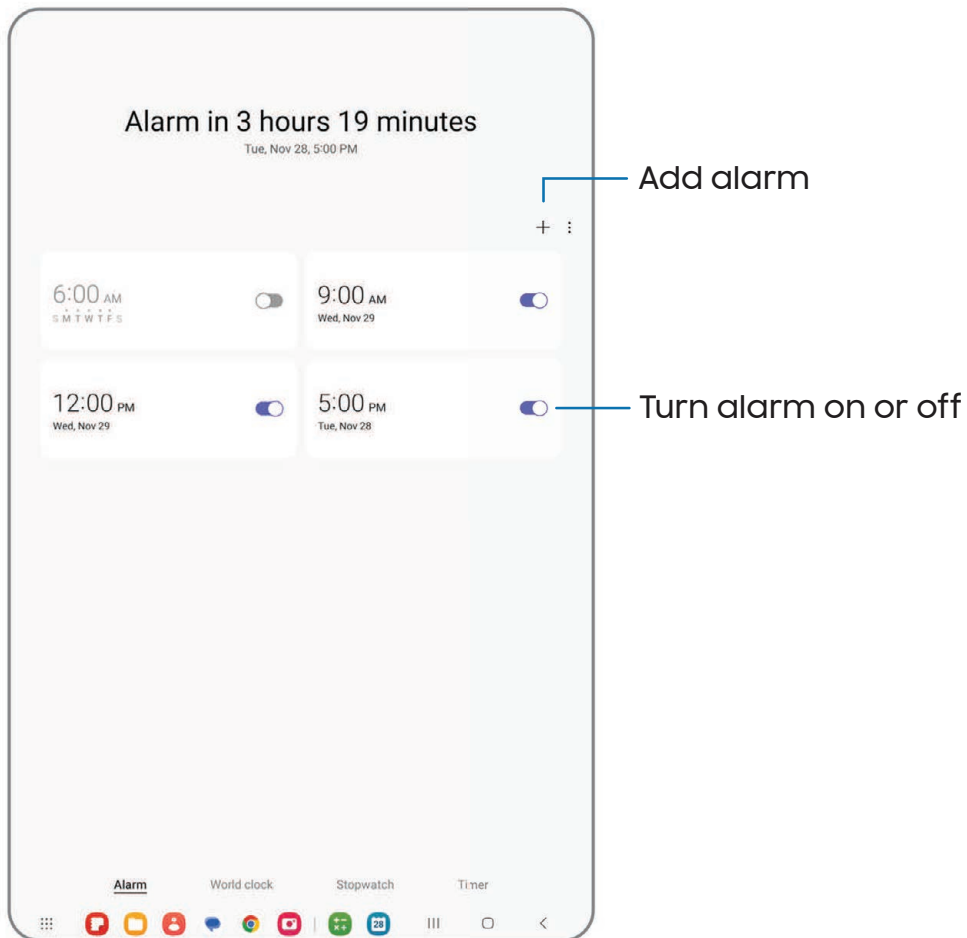 Alarm in 3 hours 19 minutes
Tue, Nov 28, 5:00 PM
Add alarm
6:00 AM
S M T W T F S
9:00 AM
Wed, Nov 29
12:00 PM
Wed, Nov 29
5:00 PM
Tue, Nov 28
Turn alarm on or off
Alarm World clock Stopwatch Timer
28